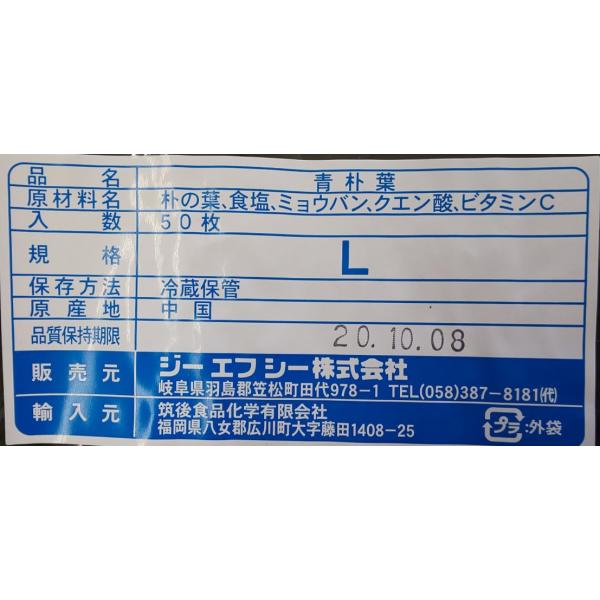 品名 青朴葉
原材料名 朴の葉、食塩、ミョウバン、クエン酸、ビタミンC
入数 50枚
規格 L
保存方法 冷蔵保管
原産地 中国
品質保持期限 20.10.08
販売元 ジーエフシー株式会社
岐阜県羽島郡笠松町田代978-1 TEL(058)387-8181㈹
輸入元 筑後食品化学有限会社
福岡県八女郡広川町大字藤田1408-25
プラ:外袋